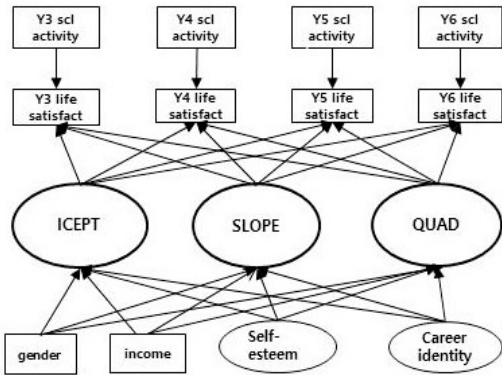 Y3 scl
activity
Y4 scl
activity
Y5 scl
activity
Y6 scl
activity
Y3 life
satisfact
Y4 life
satisfact
Y5 life
satisfact
Y6 life
satisfact
ICEPT
SLOPE
QUAD
gender
income
Self-
esteem
Career
identity